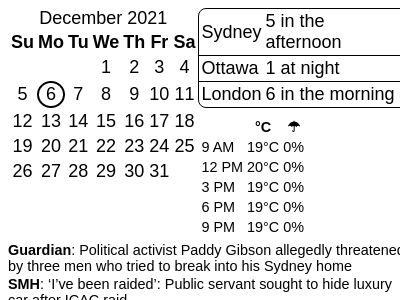 December 2021
Su Mo Tu We Th Fr Sa
1 2 3 4
5 6 7 8 9 10 11
12 13 14 15 16 17 18
19 20 21 22 23 24 25
26 27 28 29 30 31
Sydney 5 in the afternoon
Ottawa 1 at night
London 6 in the morning
°C ☂
9 AM 19°C 0%
12 PM 20°C 0%
3 PM 19°C 0%
6 PM 19°C 0%
9 PM 19°C 0%
Guardian: Political activist Paddy Gibson allegedly threatened
by three men who tried to break into his Sydney home
SMH: ‘I’ve been raided’: Public servant sought to hide luxury
car after ICAC raid